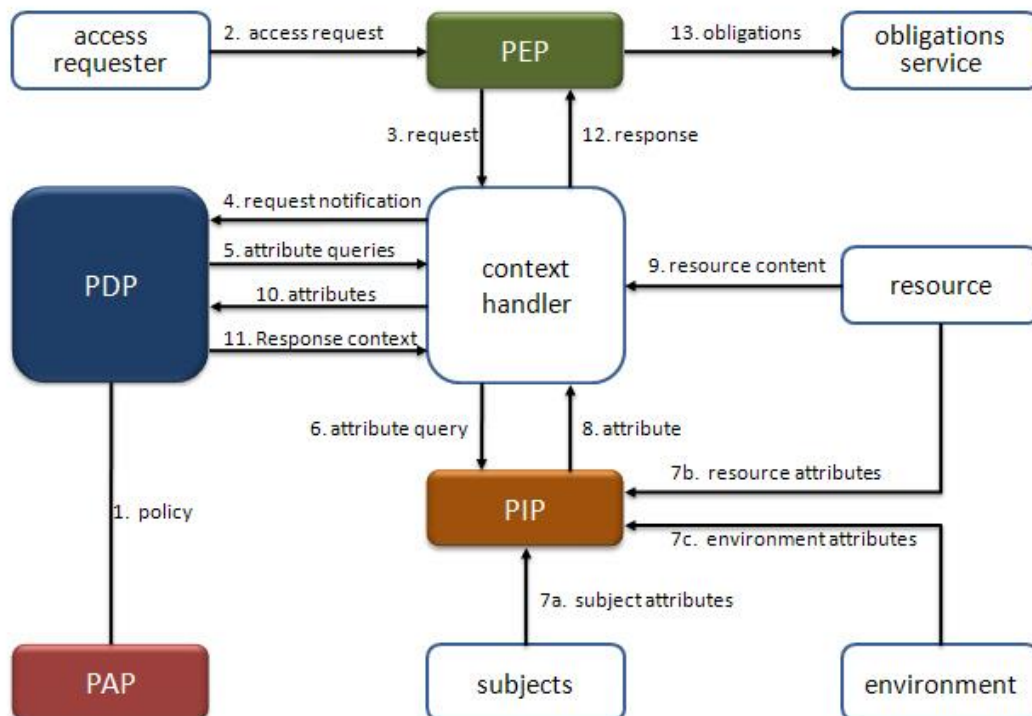 access
requester
2. access request
PEP
13. obligations
obligations
service
3. request
12. response
4. request notification
5. attribute queries
PDP
10. attributes
11. Response context
context
handler
9. resource content
resource
6. attribute query
8. attribute
7b. resource attributes
PIP
7c. environment attributes
1. policy
7a. subject attributes
PAP
subjects
environment